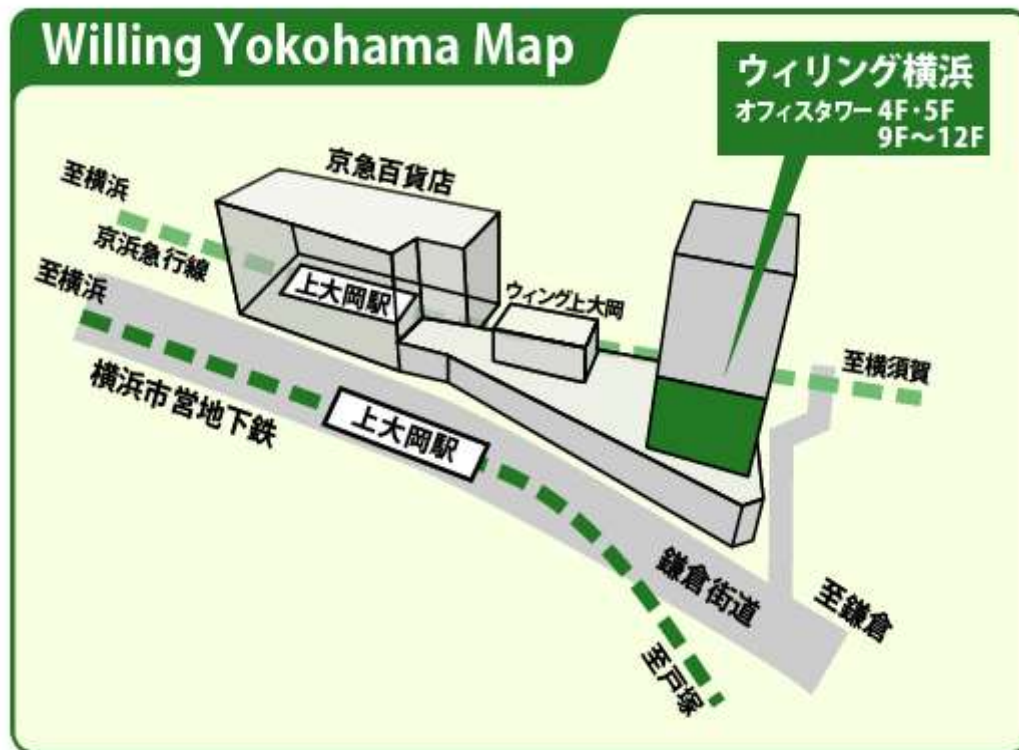 Willing Yokohama Map
ウィリング横浜
オフィスタワー 4F・5F
9F～12F
京急百貨店
至横浜
京浜急行線
至横浜
上大岡駅
ウィング上大岡
至横須賀
横浜市営地下鉄
上大岡駅
鎌倉街道
至鎌倉
至戸塚